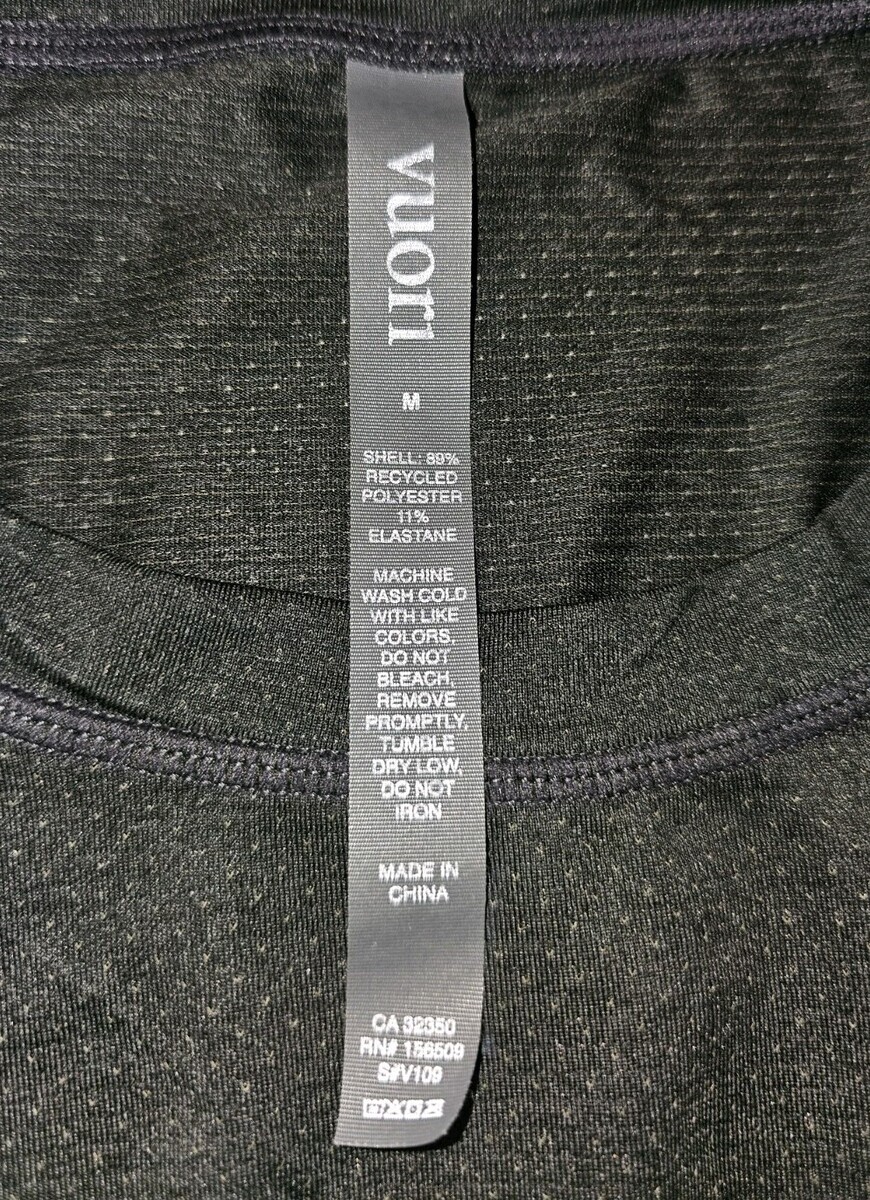 vuori
M
SHELL: 89%
RECYCLED
POLYESTER
11%
ELASTANE
MACHINE
WASH COLD
WITH LIKE
COLORS,
DO NOT
BLEACH,
REMOVE
PROMPTLY,
TUMBLE
DRY LOW,
DO NOT
IRON
MADE IN
CHINA
CA 32350
RN# 156509
S#V109